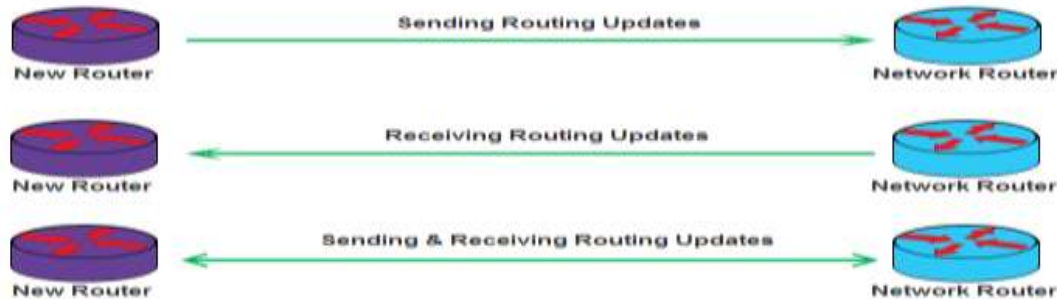 Sending Routing Updates
New Router
Network Router
Receiving Routing Updates
New Router
Network Router
Sending & Receiving Routing Updates
New Router
Network Router